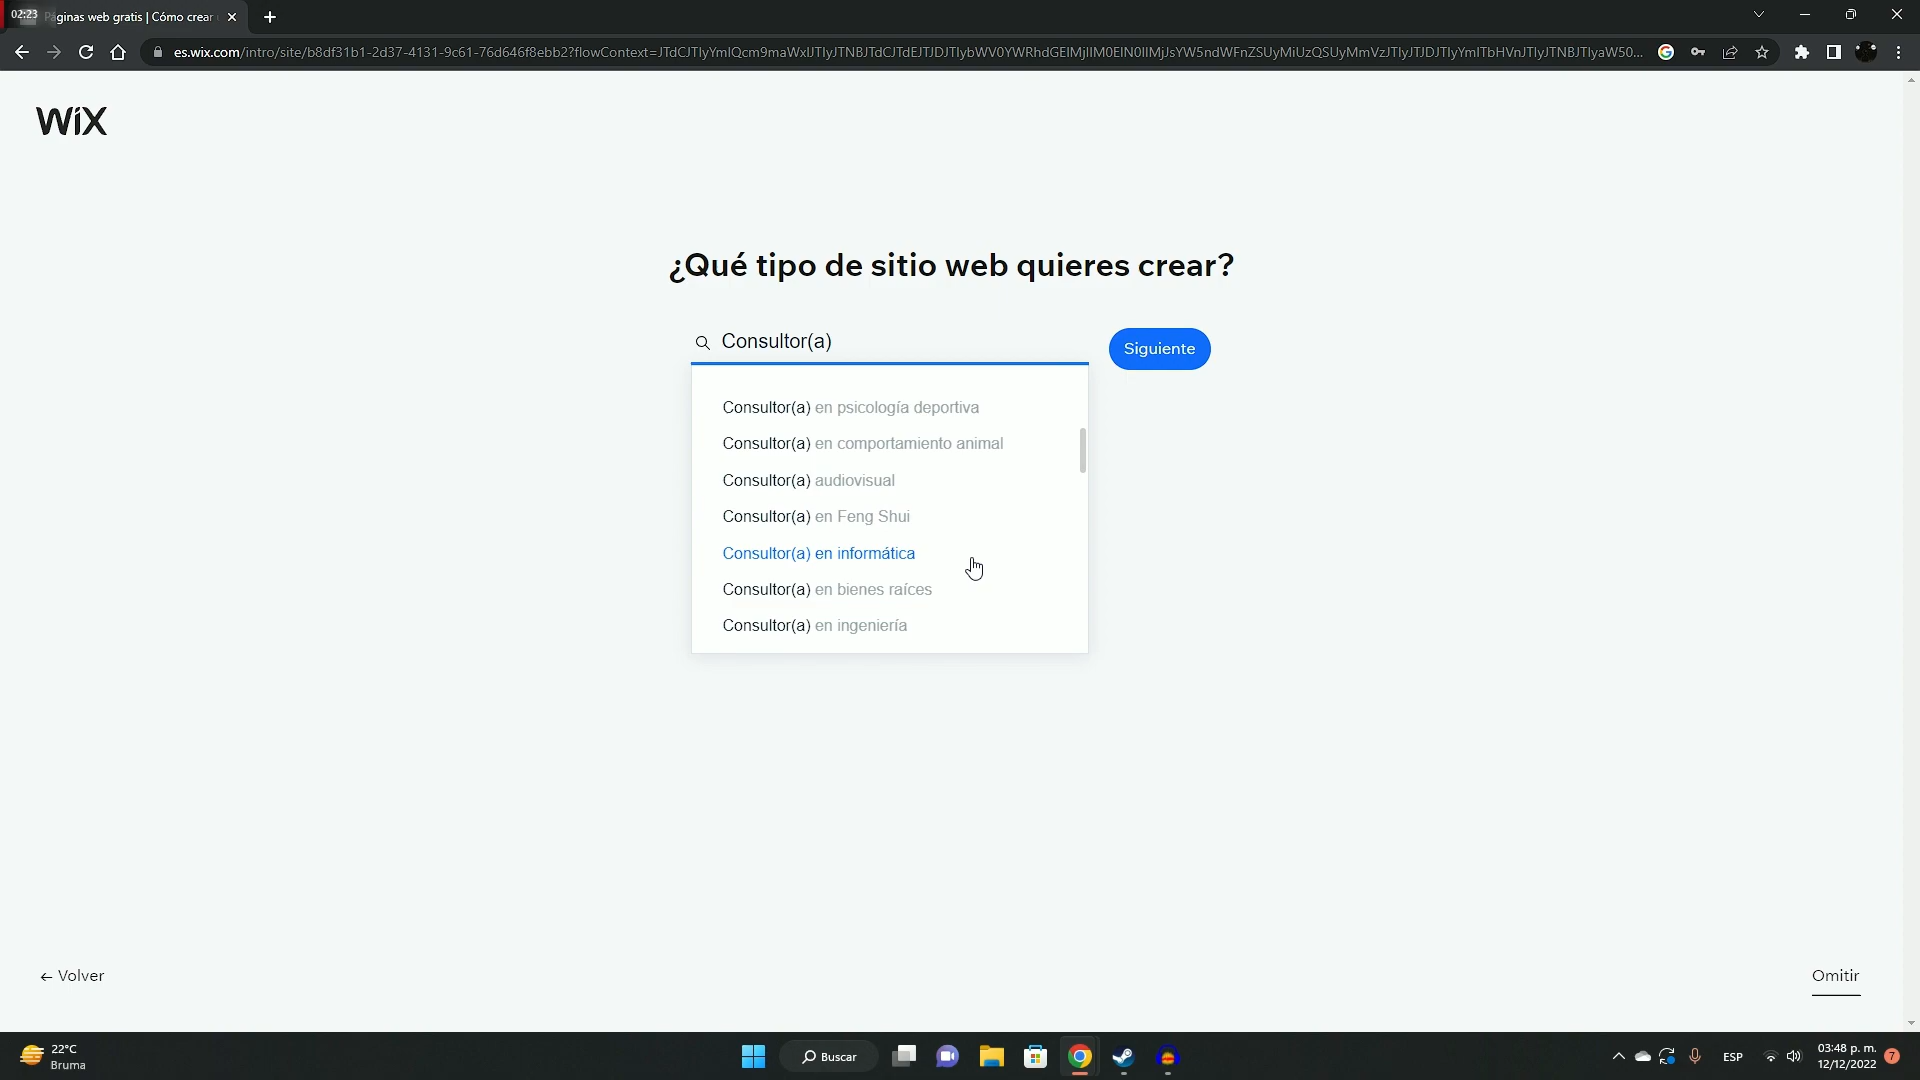 02:23
Páginas web gratis | Cómo crear
es.wix.com/intro/site/b8df31b1-2d37-4131-9c61-76d646f8ebb2?flowContext=
WiX
¿Qué tipo de sitio web quieres crear?
Consultor(a)
Siguiente
Consultor(a) en psicología deportiva
Consultor(a) en comportamiento animal
Consultor(a) audiovisual
Consultor(a) en Feng Shui
Consultor(a) en informática
Consultor(a) en bienes raíces
Consultor(a) en ingeniería
← Volver
Omitir
22°C
Bruma
Buscar
ESP
03:48 p. m.
12/12/2022
7